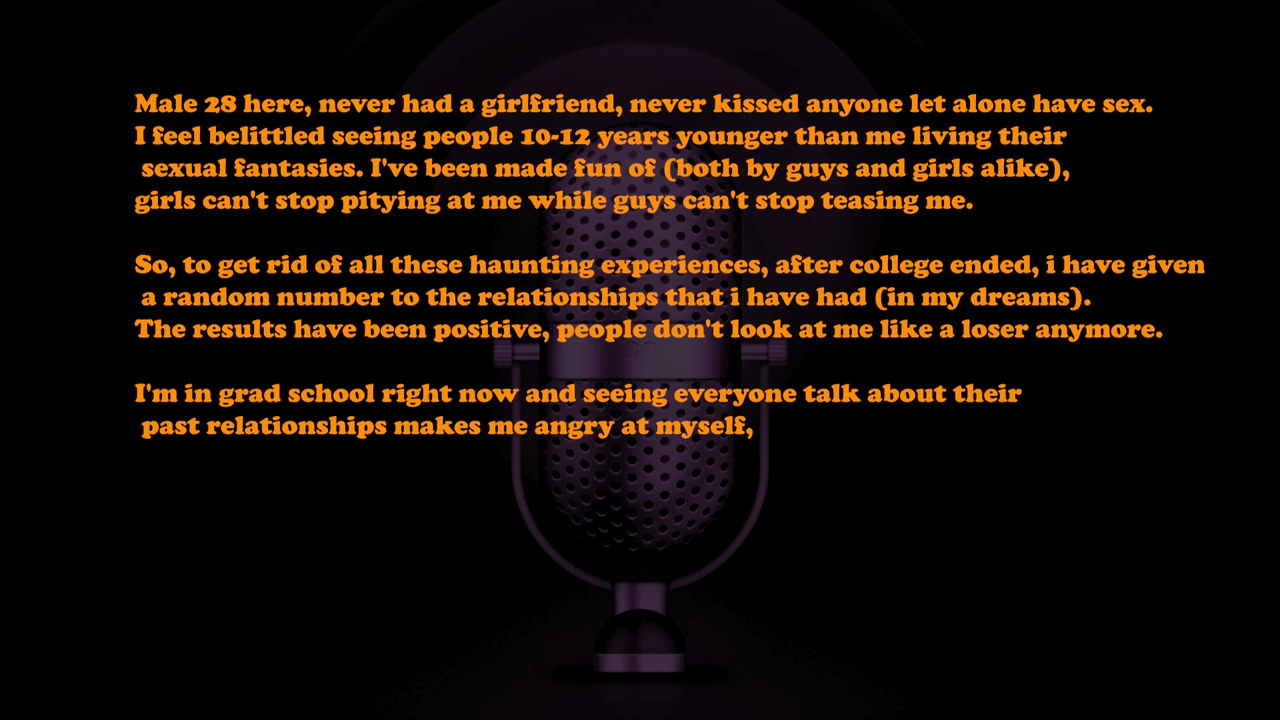 Male 28 here, never had a girlfriend, never kissed anyone let alone have sex.
I feel belittled seeing people 10-12 years younger than me living their
sexual fantasies. I've been made fun of (both by guys and girls alike),
girls can't stop pitying at me while guys can't stop teasing me.
So, to get rid of all these haunting experiences, after college ended, i have given
a random number to the relationships that i have had (in my dreams).
The results have been positive, people don't look at me like a loser anymore.
I'm in grad school right now and seeing everyone talk about their
past relationships makes me angry at myself,